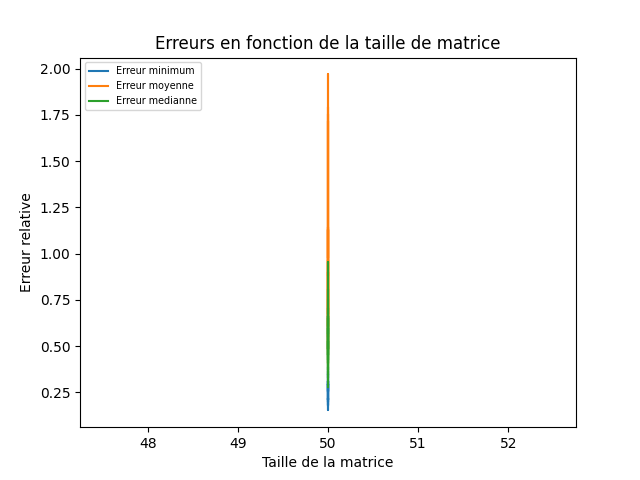 Erreurs en fonction de la taille de matrice
Erreur minimum
Erreur moyenne
Erreur medianne
Erreur relative
2.00
1.75
1.50
1.25
1.00
0.75
0.50
0.25
48 49 50 51 52
Taille de la matrice